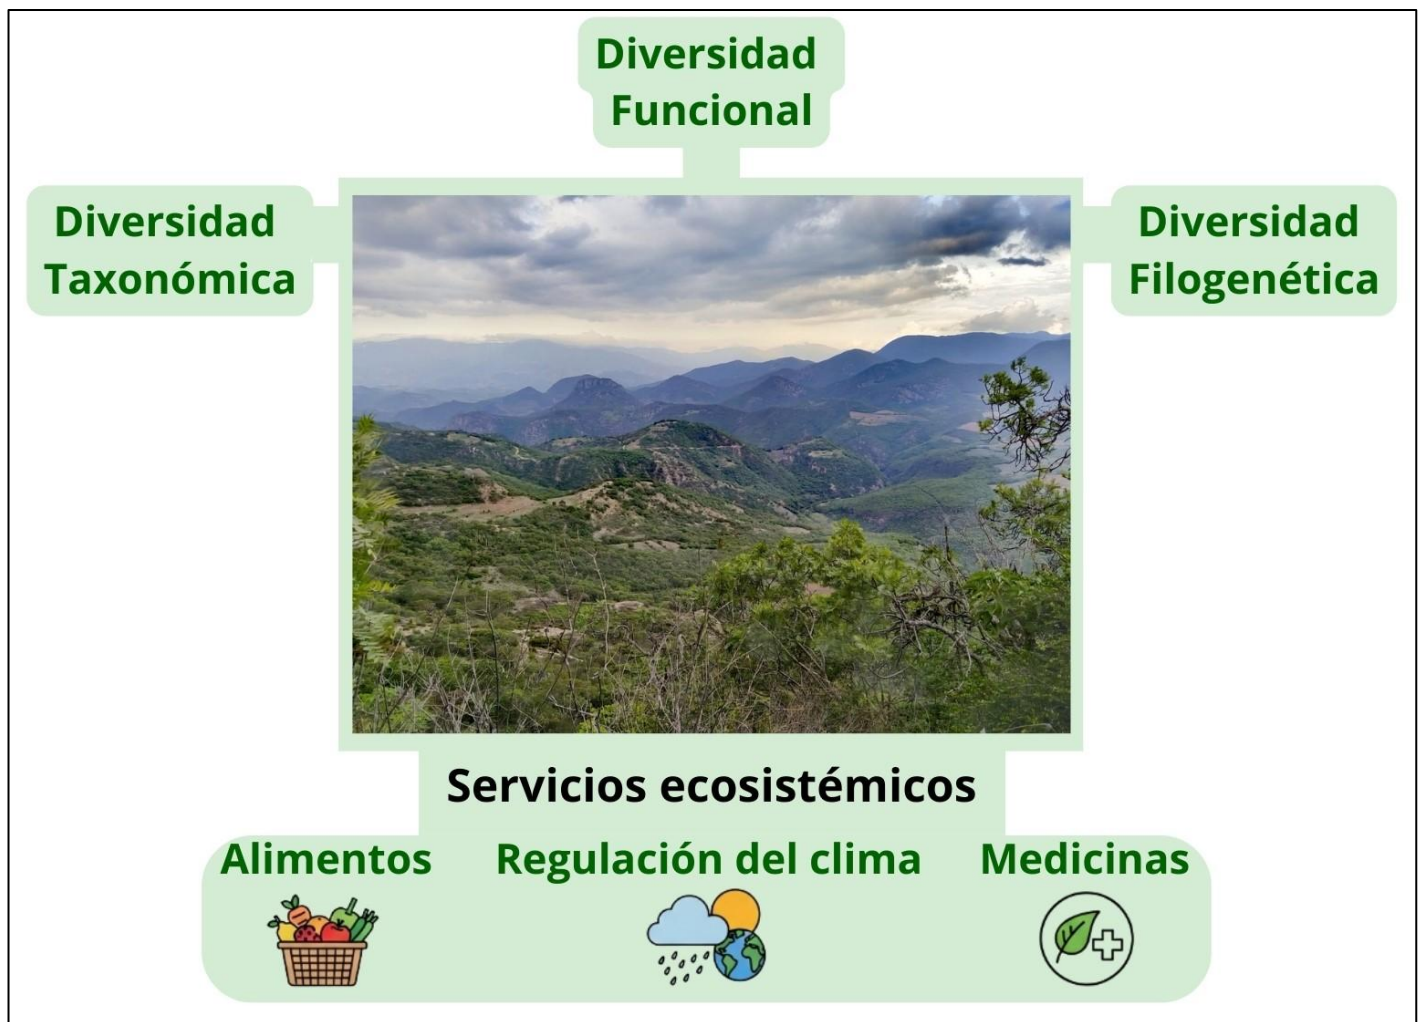 Diversidad
Funcional
Diversidad
Taxonómica
Diversidad
Filogenética
Servicios ecosistémicos
Alimentos
Regulación del clima
Medicinas